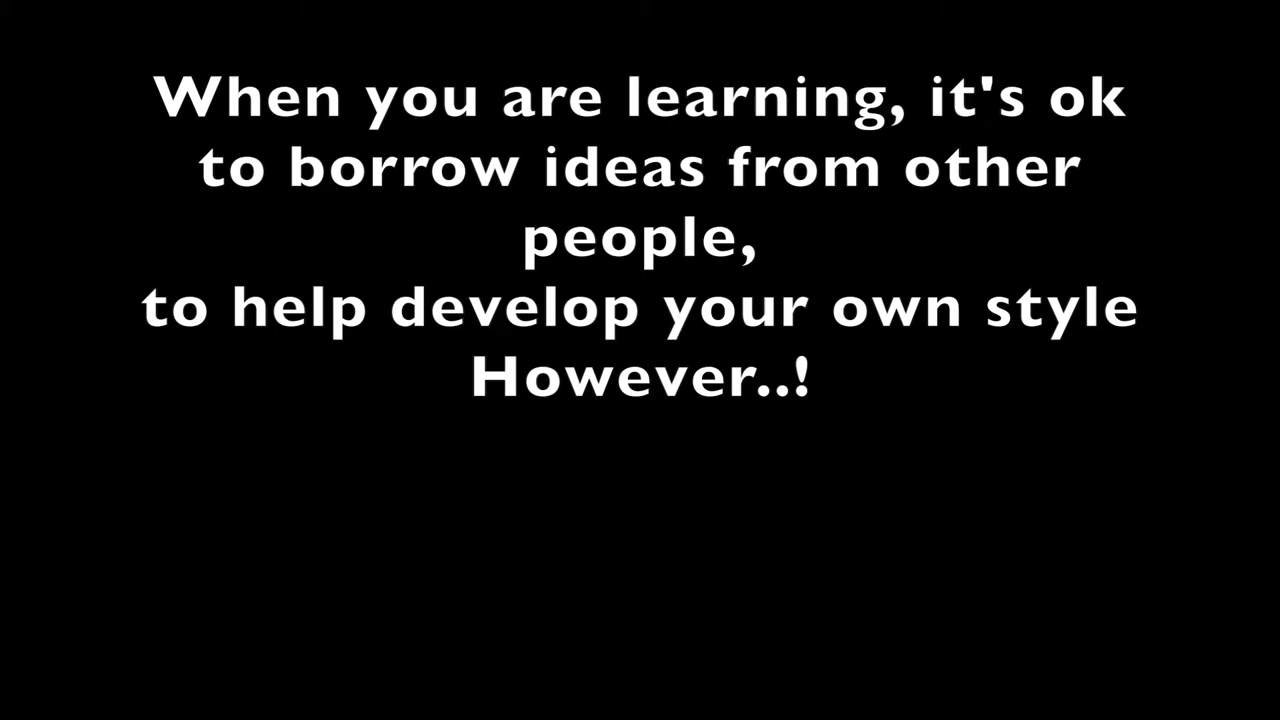 When you are learning, it's ok
to borrow ideas from other
people,
to help develop your own style
However..!